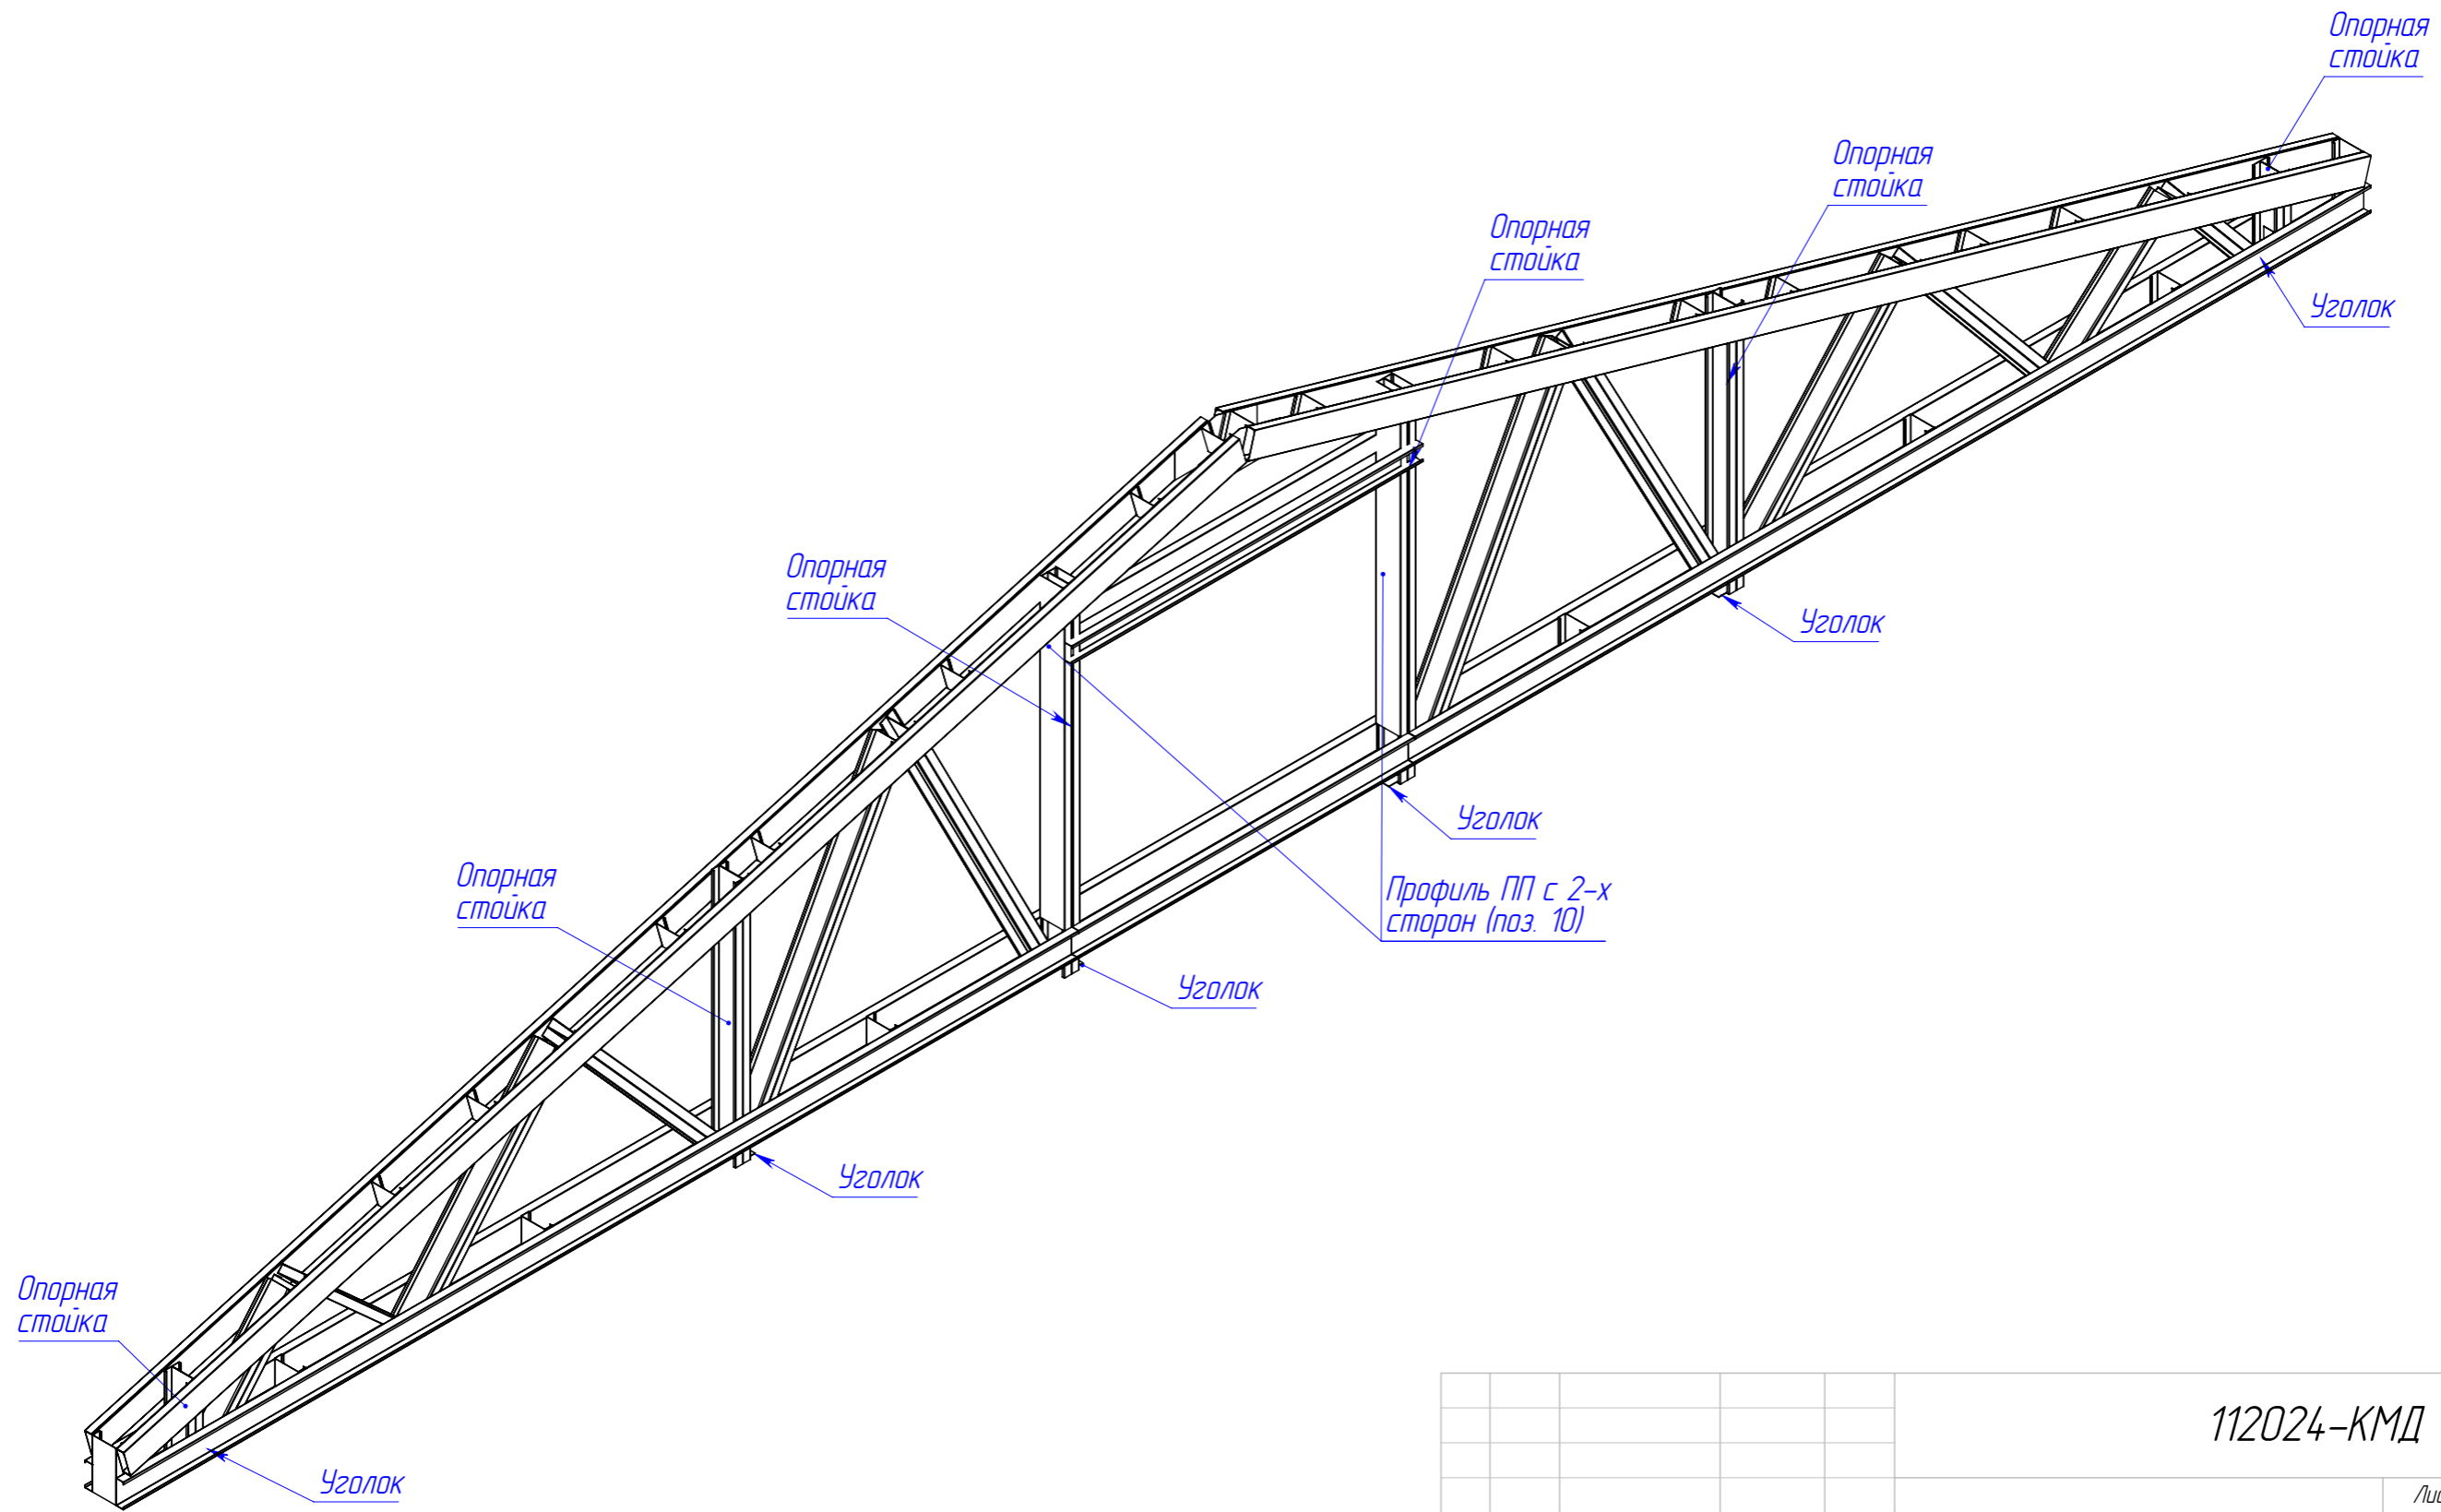 Опорная
стойка
Опорная
стойка
Опорная
стойка
Уголок
Опорная
стойка
Уголок
Уголок
Опорная
стойка
Профиль ПП с 2-х
сторон (поз. 10)
Уголок
Уголок
Опорная
стойка
Уголок
112024-КМД